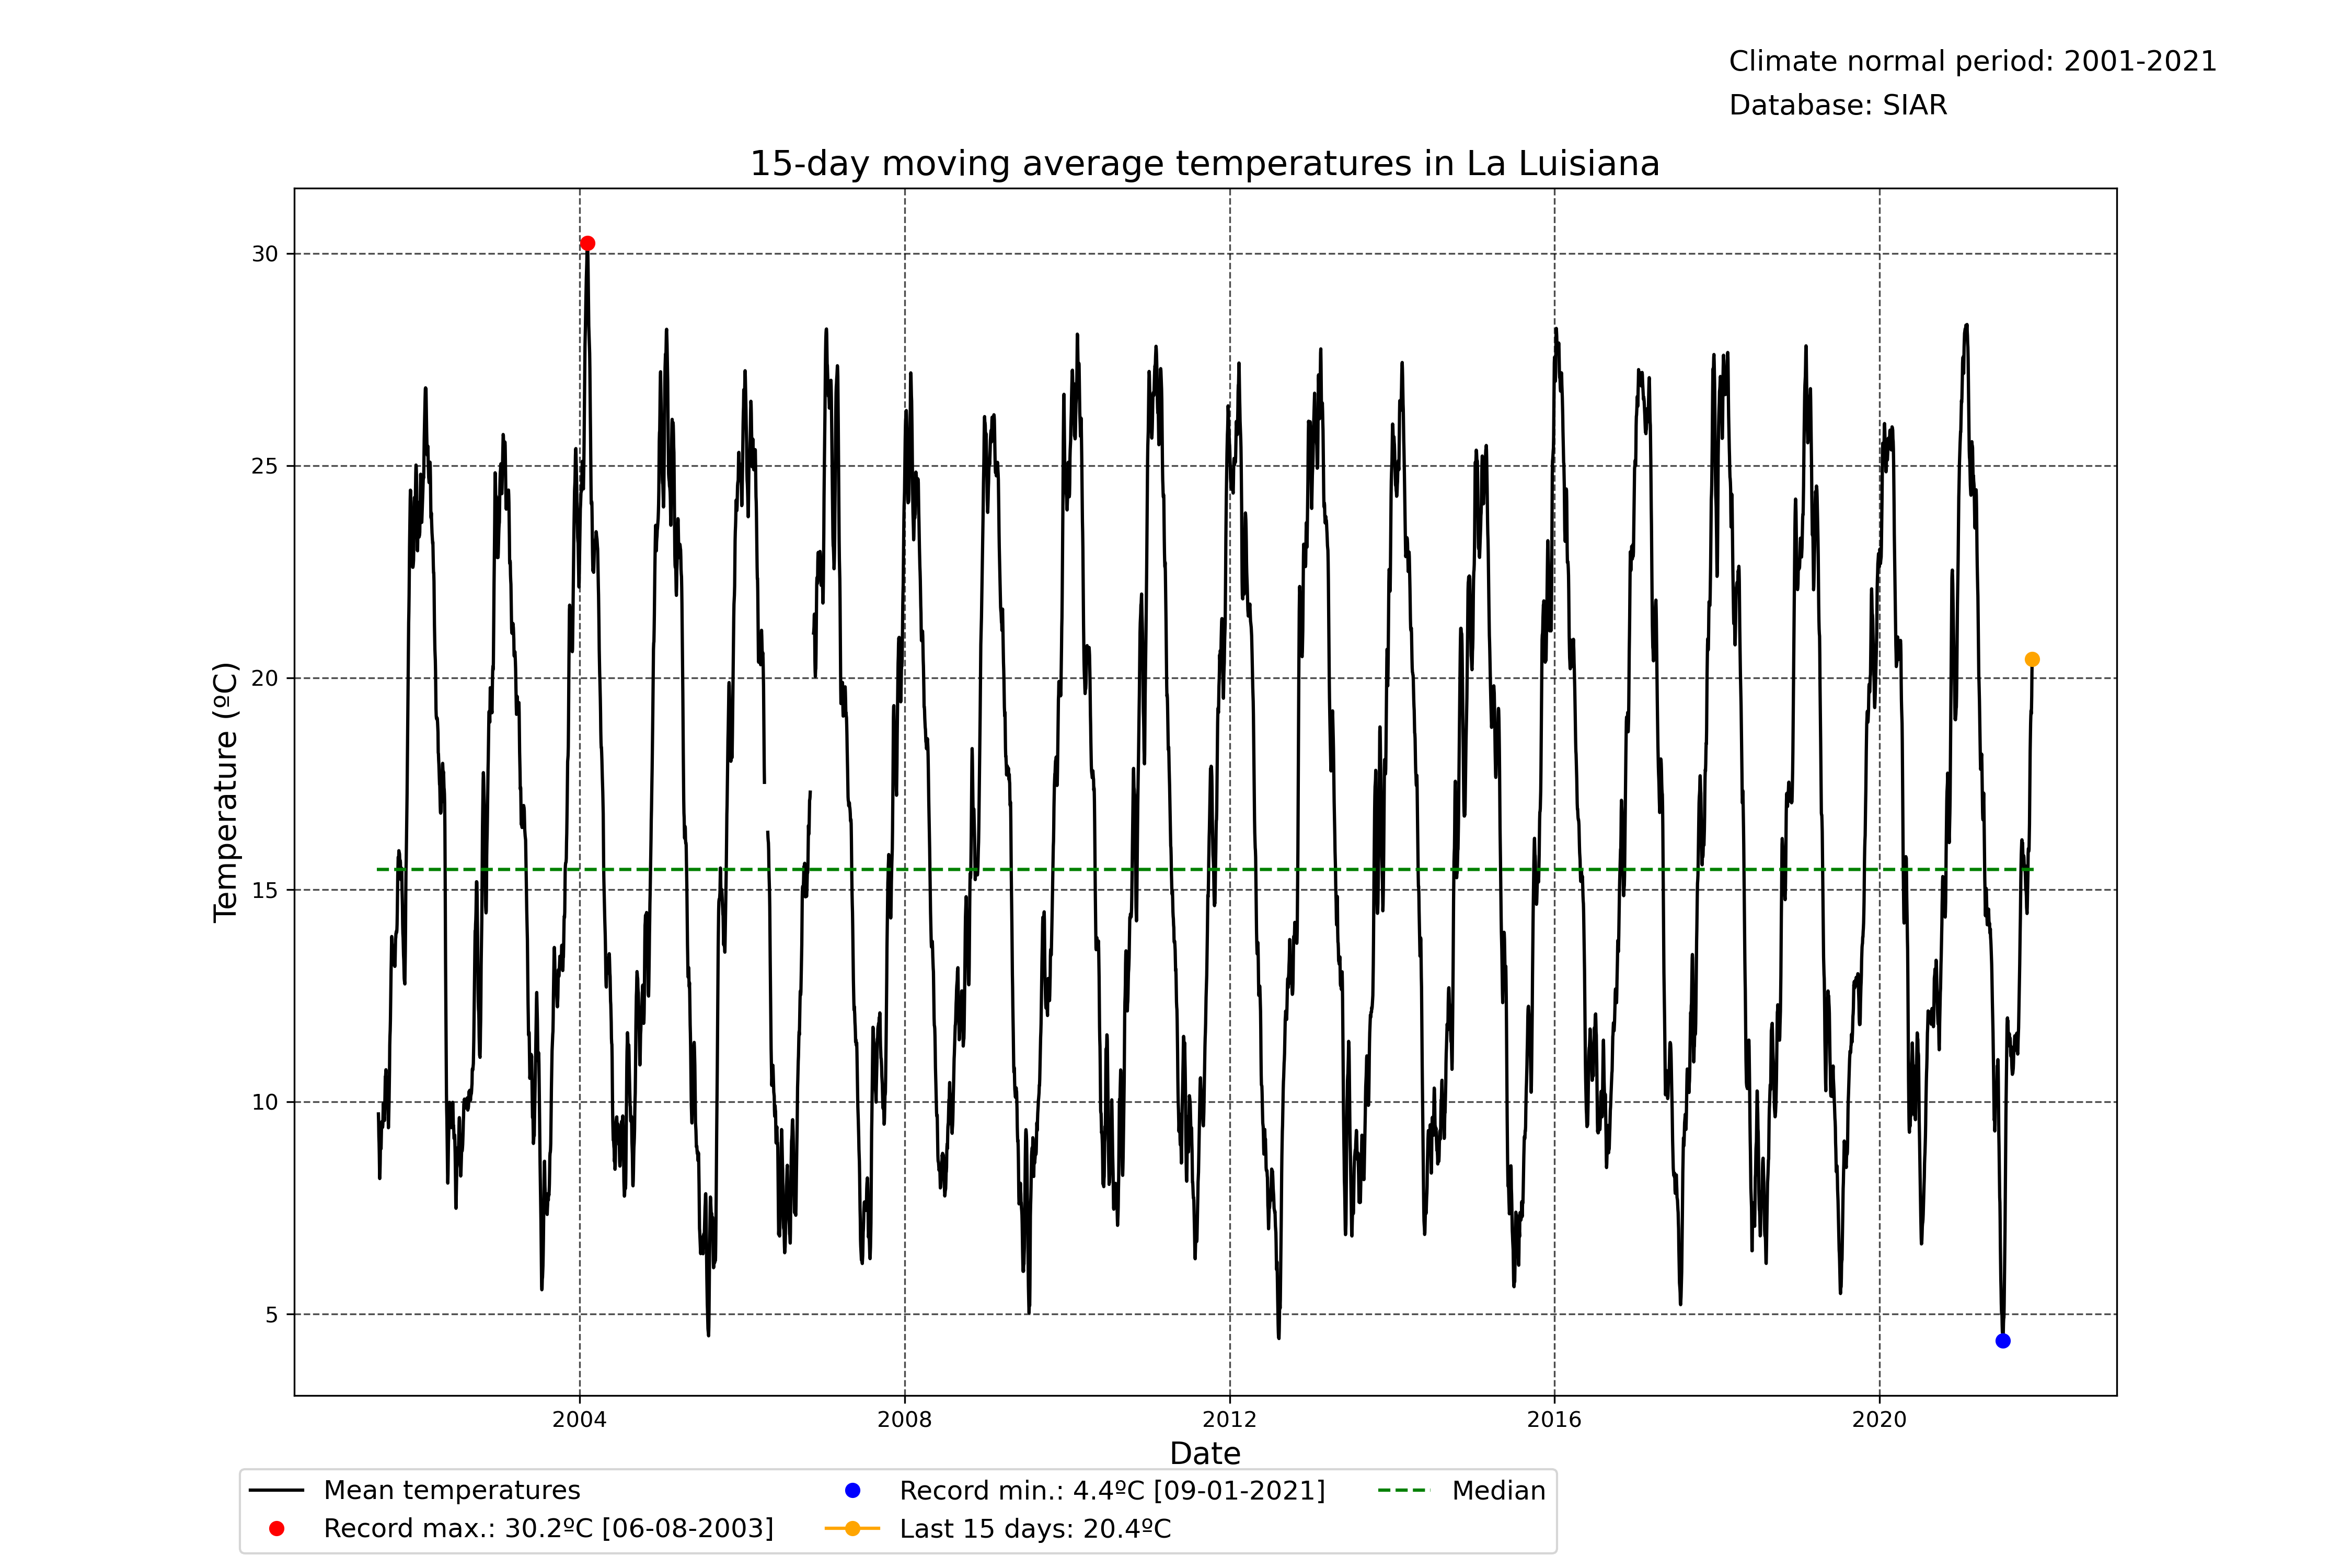 Climate normal period: 2001-2021
Database: SIAR
15-day moving average temperatures in La Luisiana
30
25
20
15
10
5
Temperature (ºC)
2004 2008 2012 2016 2020
Date
Mean temperatures
Record max.: 30.2ºC [06-08-2003]
Record min.: 4.4ºC [09-01-2021]
Last 15 days: 20.4ºC
Median